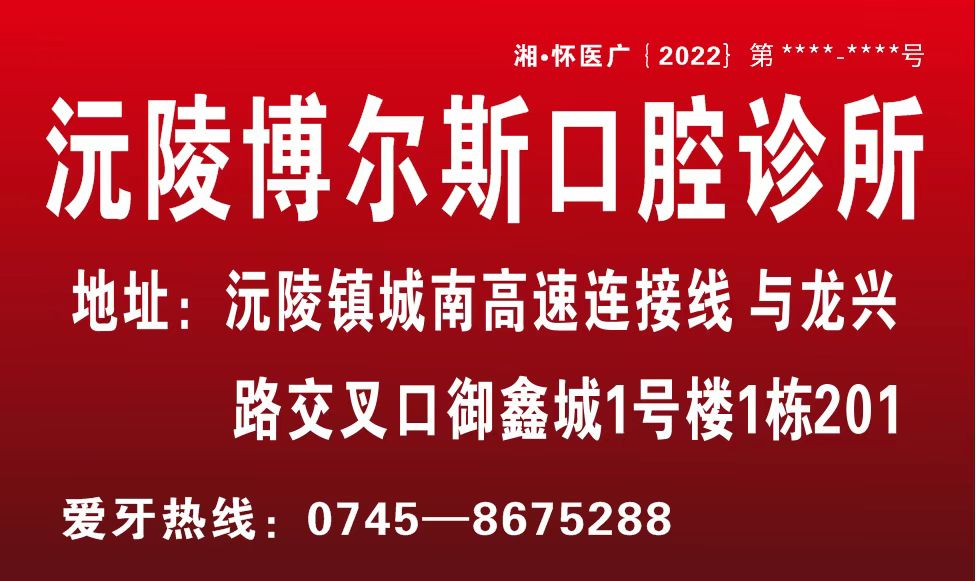 湘·怀医广﹛2022﹜第****-****号
沅陵博尔斯口腔诊所
地址：沅陵镇城南高速连接线 与龙兴
路交叉口御鑫城1号楼1栋201
爱牙热线：0745—8675288